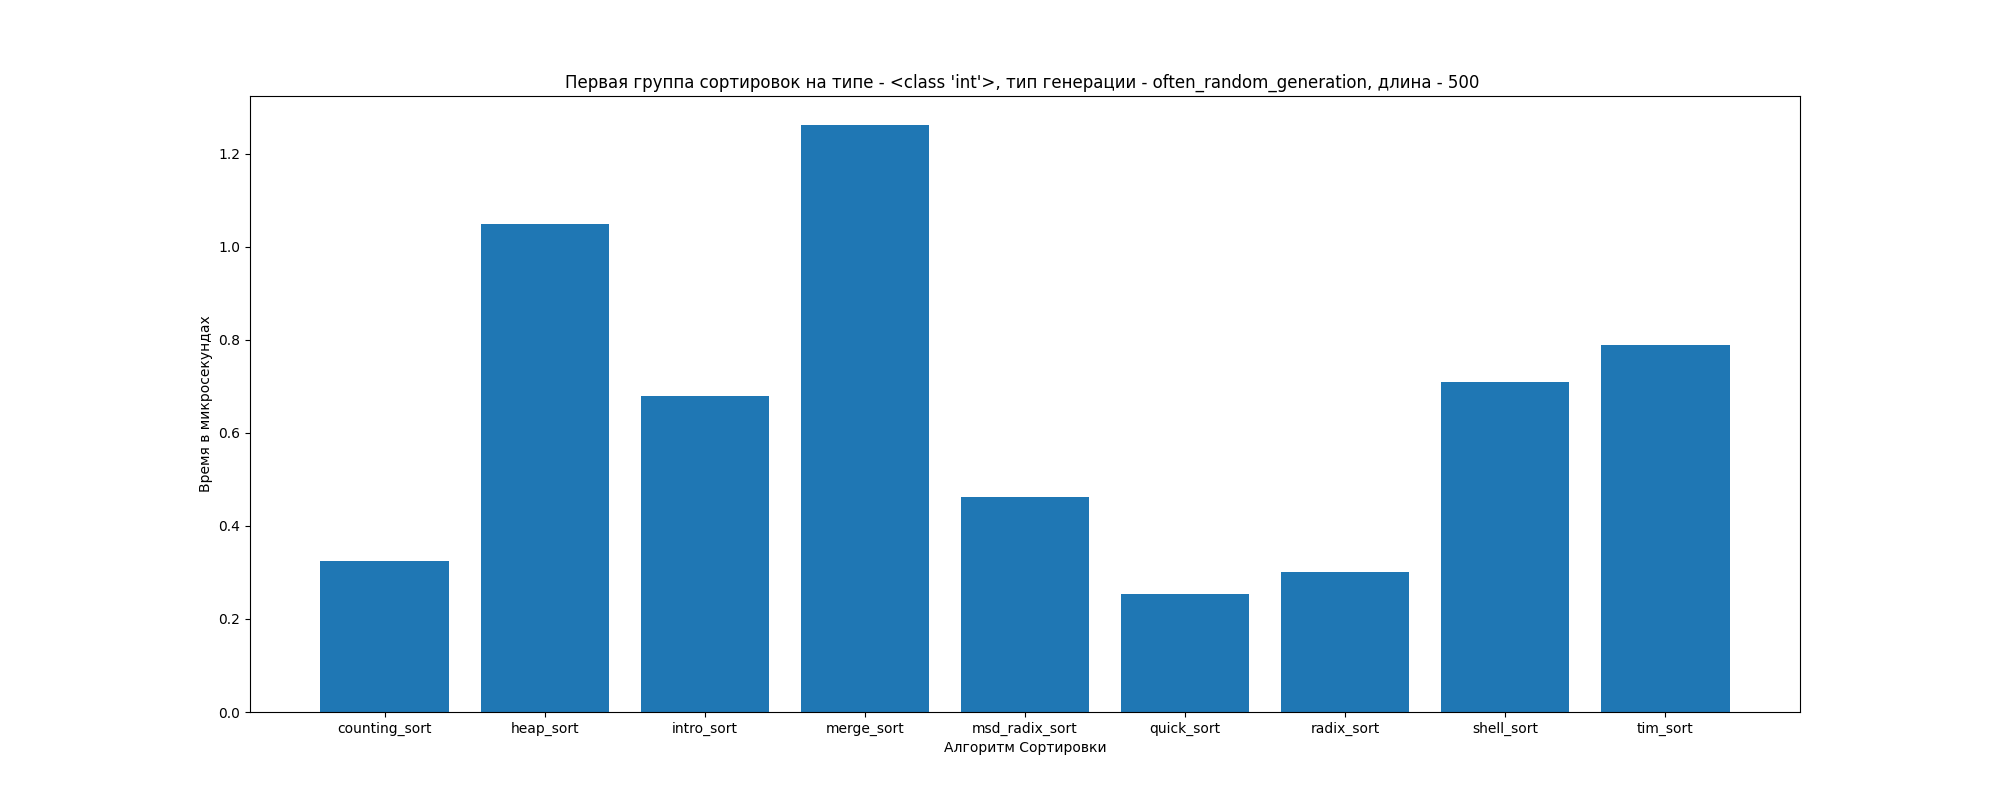 Первая группа сортировок на типе - <class 'int'>, тип генерации - often_random_generation, длина - 500
Время в микросекундах
1.2
1.0
0.8
0.6
0.4
0.2
0.0
counting_sort heap_sort intro_sort merge_sort msd_radix_sort quick_sort radix_sort shell_sort tim_sort
Алгоритм Сортировки